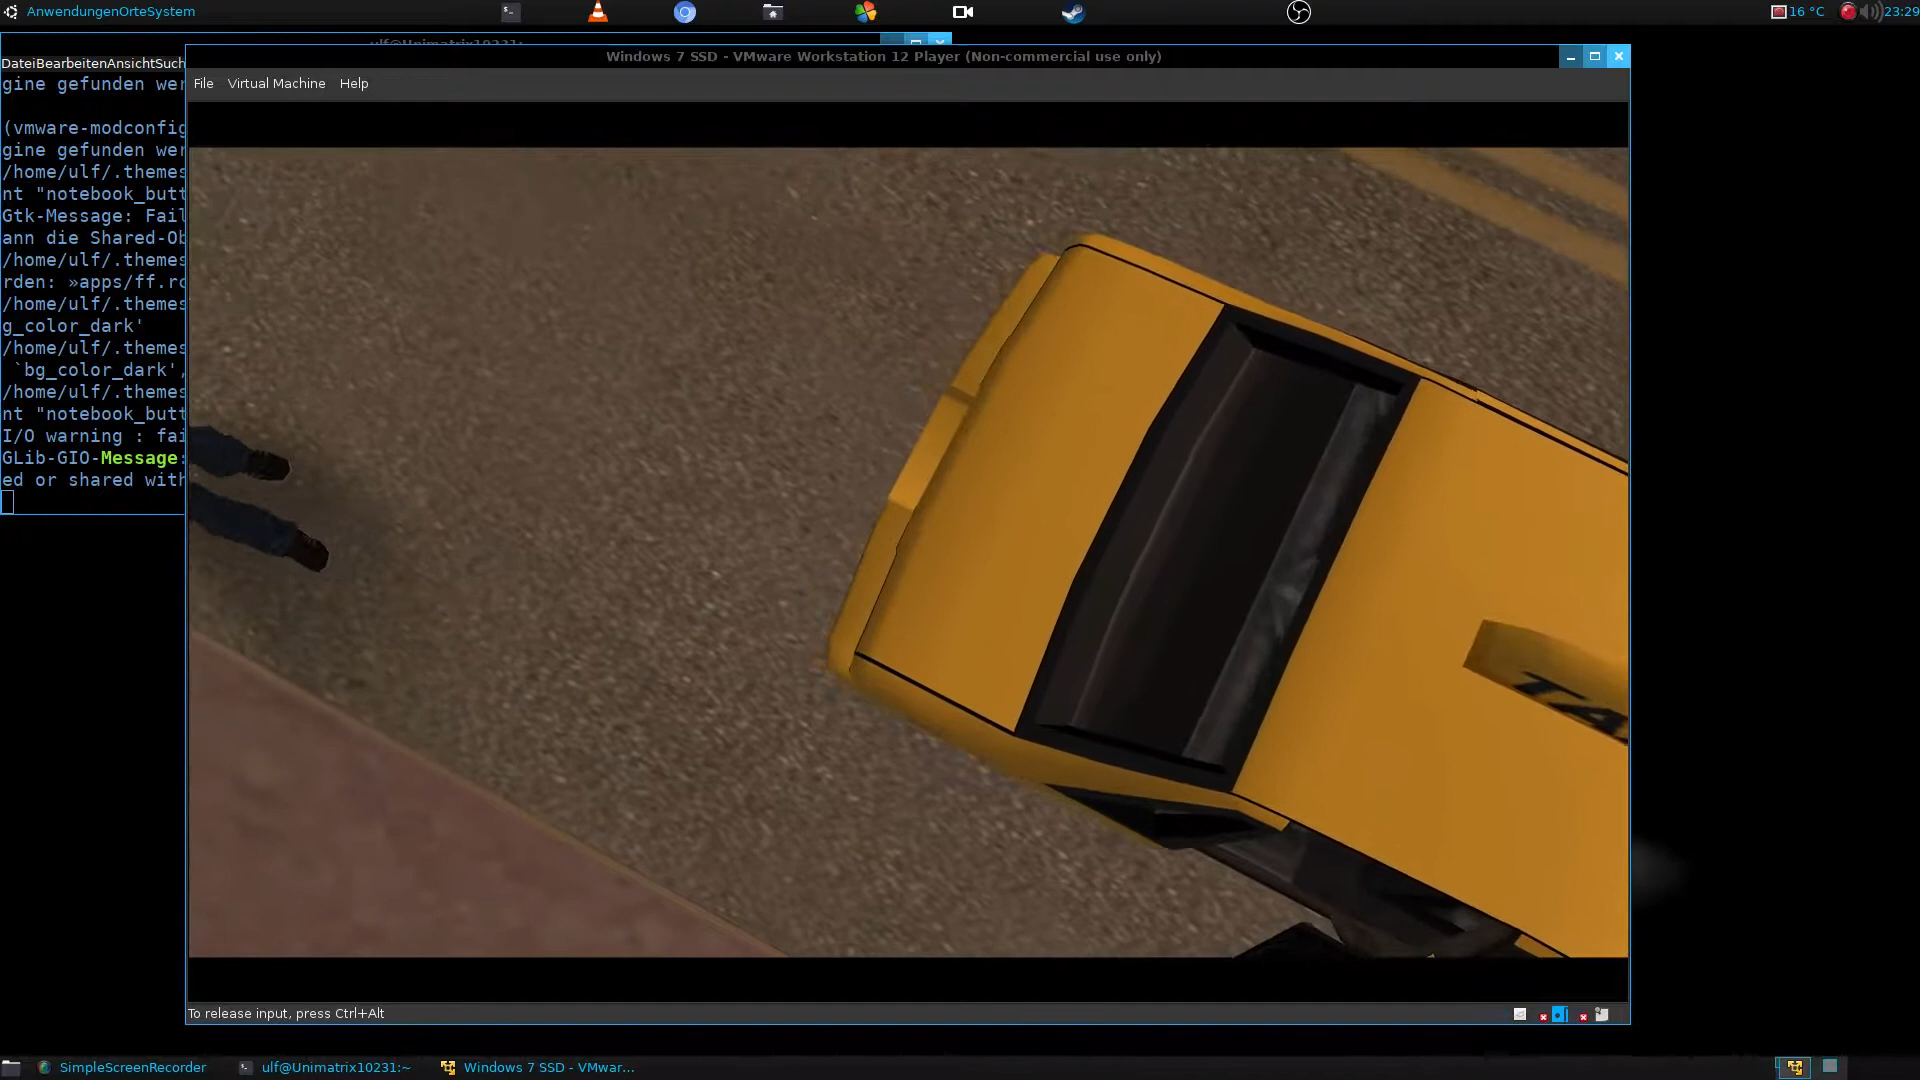 AnwendungenOrteSystem
16 °C
23:29
ulf@Unimatrix10231:
DateiBearbeitenAnsichtSuch
gine gefunden wer
(vmware-modconfig
gine gefunden wer
/home/ulf/.themes
nt "notebook_butt
Gtk-Message: Fail
ann die Shared-Ob
/home/ulf/.themes
rden: »apps/ff.rc
/home/ulf/.themes
g_color_dark'
/home/ulf/.themes
`bg_color_dark',
/home/ulf/.themes
nt "notebook_butt
I/O warning : fai
GLib-GIO-Message:
ed or shared with
Windows 7 SSD - VMware Workstation 12 Player (Non-commercial use only)
File Virtual Machine Help
TA
To release input, press Ctrl+Alt
SimpleScreenRecorder
ulf@Unimatrix10231:~
Windows 7 SSD - VMwar...